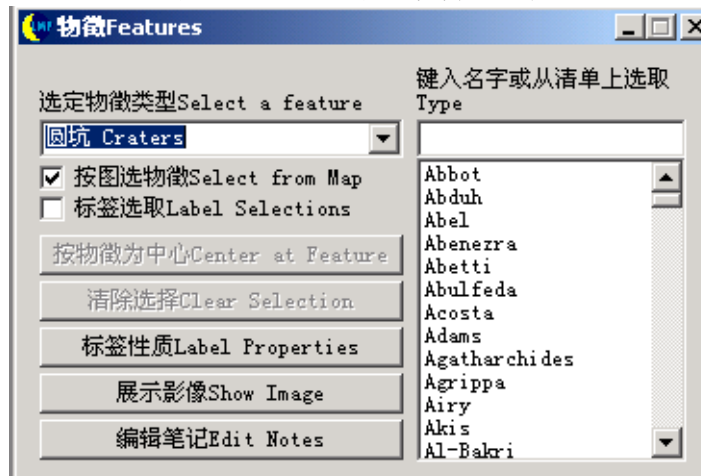 物徵Features
选定物徵类型Select a feature
圆坑 Craters
按图选物徵Select from Map
标签选取Label Selections
按物徵为中心Center at Feature
清除选择Clear Selection
标签性质Label Properties
展示影像Show Image
编辑笔记Edit Notes
键入名字或从清单上选取
Type
Abbot
Abduh
Abel
Abenezra
Abetti
Abulfeda
Acosta
Adams
Agatharchides
Agrippa
Airy
Akis
Al-Bakri